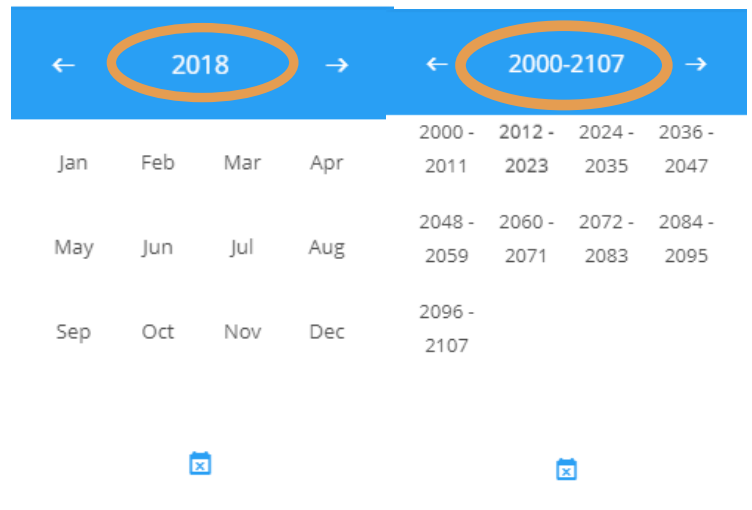 2018
Jan Feb Mar Apr
May Jun Jul Aug
Sep Oct Nov Dec
2000-2107
2000 - 2012 - 2024 - 2036 -
2011 2023 2035 2047
2048 - 2060 - 2072 - 2084 -
2059 2071 2083 2095
2096 -
2107